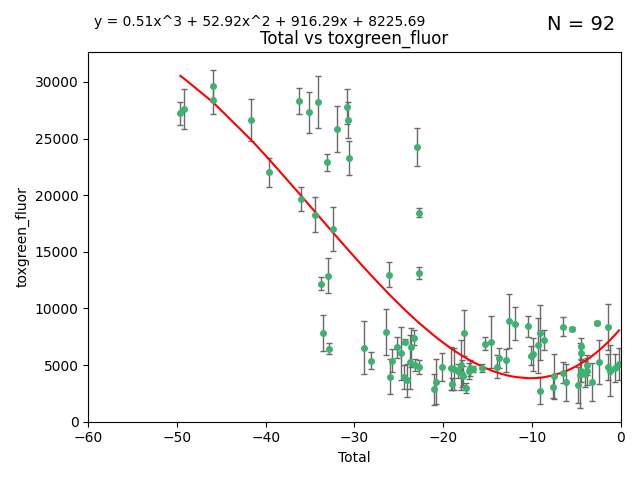 y = 0.51x^3 + 52.92x^2 + 916.29x + 8225.69
N = 92
Total vs toxgreen_fluor
toxgreen_fluor
30000
25000
20000
15000
10000
5000
0
−60 −50 −40 −30 −20 −10 0
Total